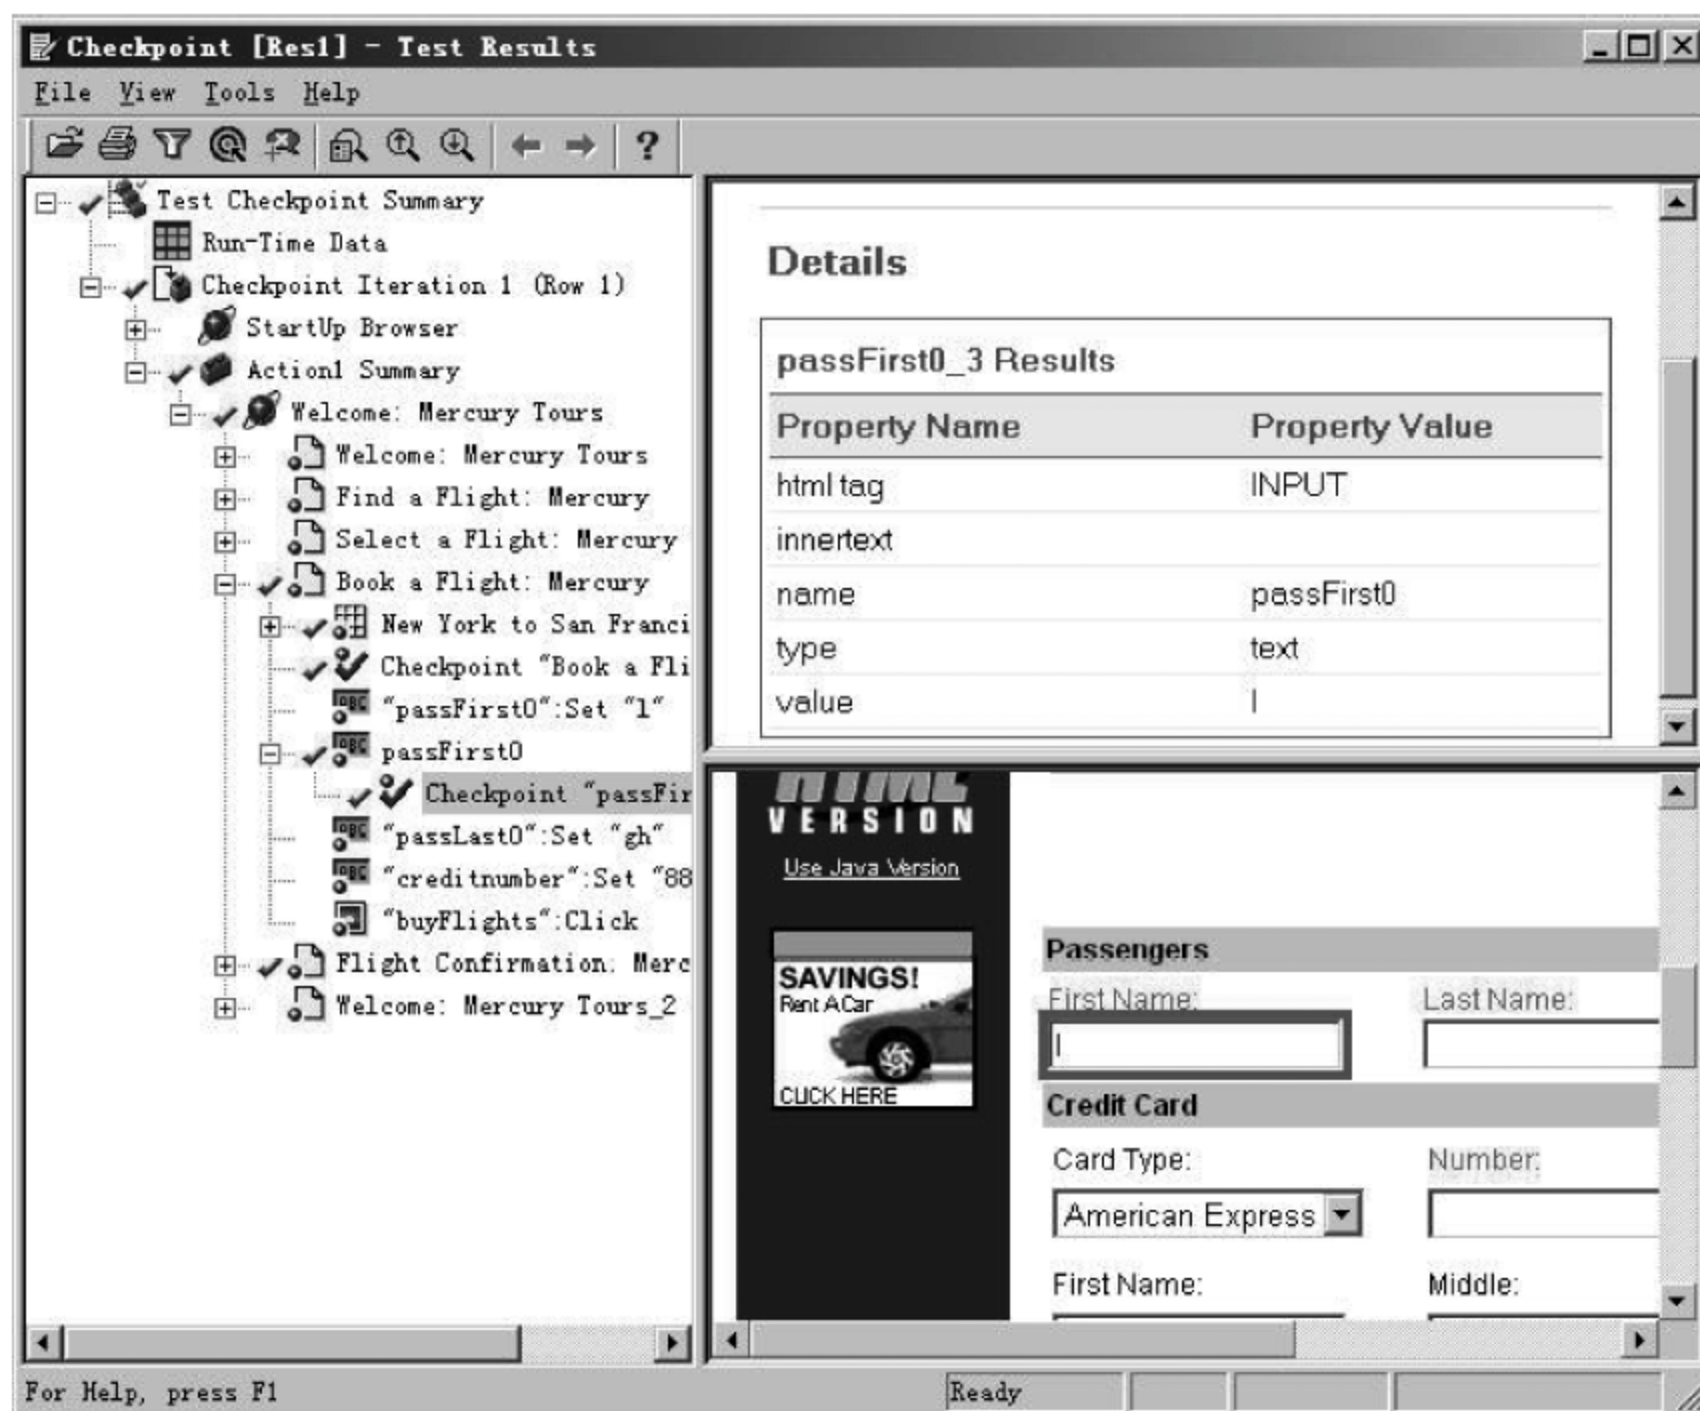 Checkpoint [Res1] - Test Results
File View Tools Help
?
Test Checkpoint Summary
Run-Time Data
Checkpoint Iteration 1 (Row 1)
StartUp Browser
Action1 Summary
Welcome: Mercury Tours
Welcome: Mercury Tours
Find a Flight: Mercury
Select a Flight: Mercury
Book a Flight: Mercury
New York to San Franci
Checkpoint "Book a Fli
"passFirst0":Set "l"
passFirst0
Checkpoint "passFir
"passLast0":Set "gh"
"creditnumber":Set "88
"buyFlights":Click
Flight Confirmation: Merc
Welcome: Mercury Tours_2
Details
passFirst0_3 Results
Property Name Property Value
html tag INPUT
innertext
name passFirst0
type text
value l
VERSION
Use Java Version
SAVINGS!
Rent A Car
CLICK HERE
Passengers
First Name: Last Name:
l
Credit Card
Card Type: Number:
American Express
First Name: Middle:
For Help, press F1 Ready